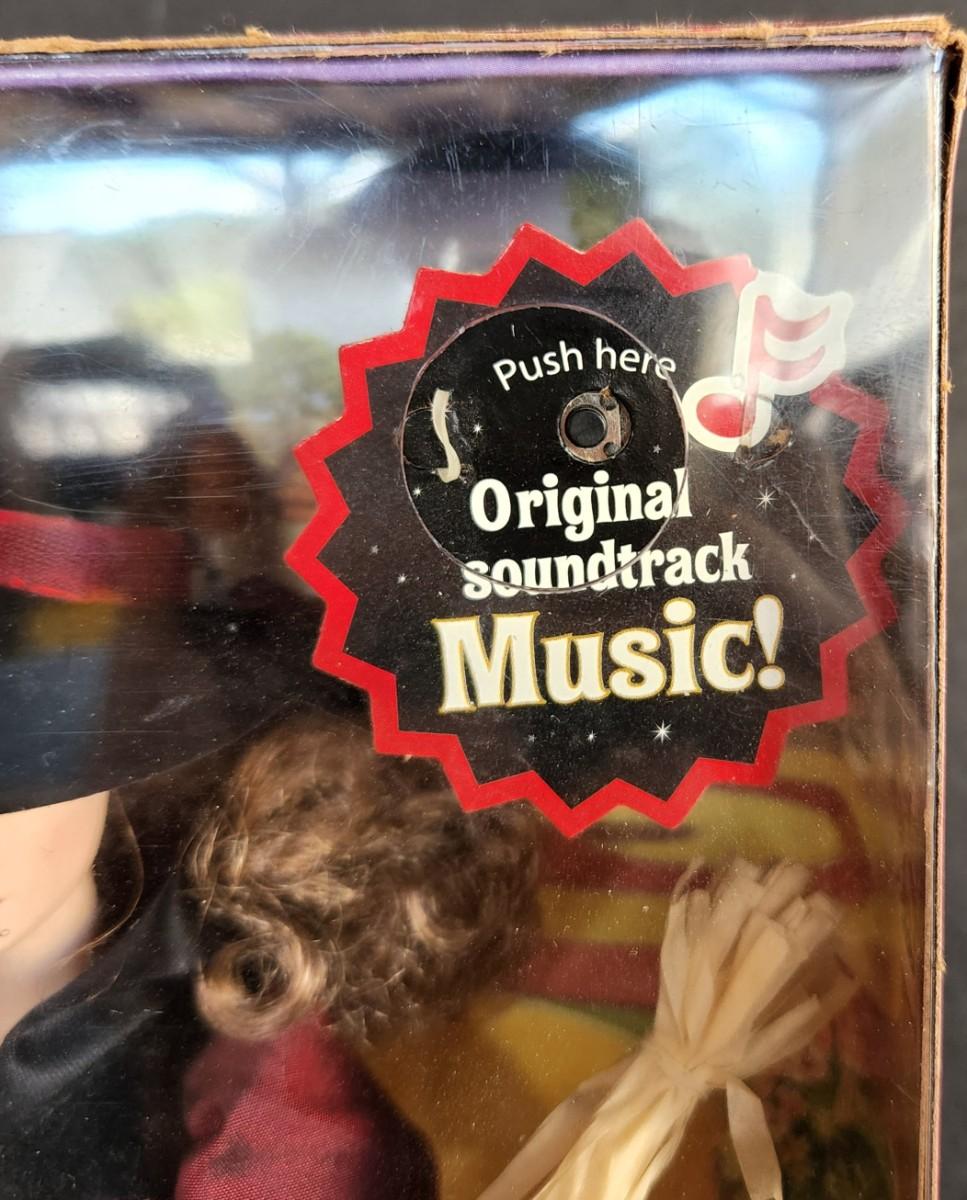 Push here
Original
soundtrack
Music!